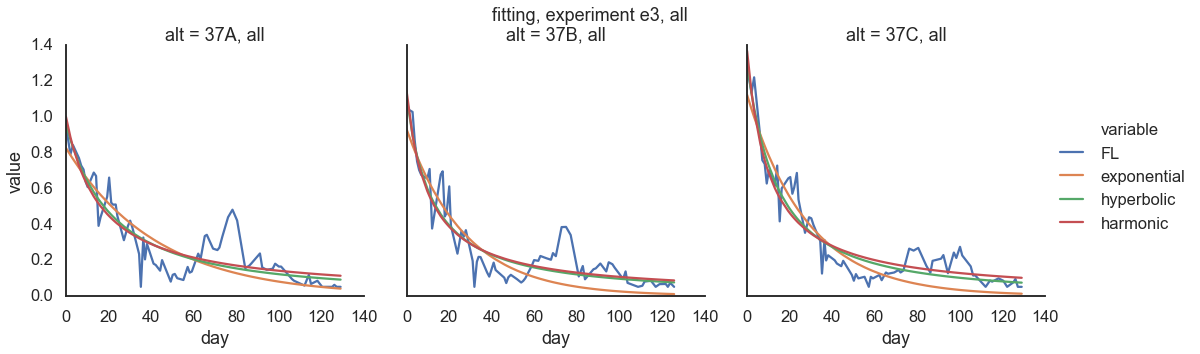 fitting, experiment e3, all
alt = 37A, all
alt = 37B, all
alt = 37C, all
value
1.4
1.2
1.0
0.8
0.6
0.4
0.2
0.0
0 20 40 60 80 100 120 140
0 20 40 60 80 100 120 140
0 20 40 60 80 100 120 140
day
day
day
variable
FL
exponential
hyperbolic
harmonic